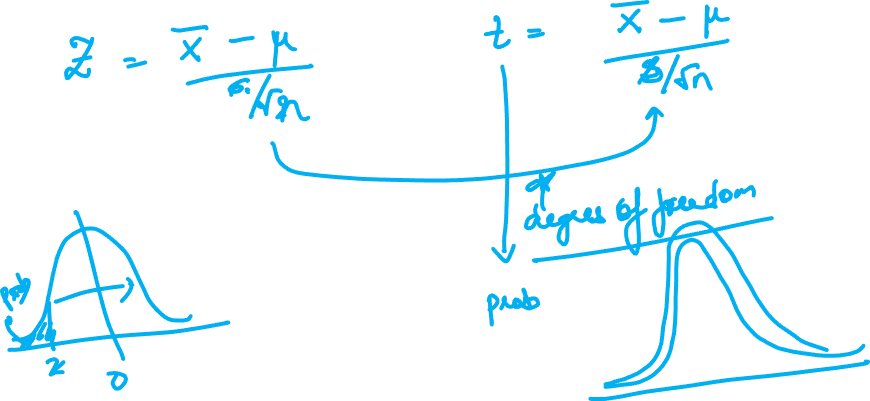 Z = x̄ - μ / σ/√n
t = x̄ - μ / s/√n
* degrees of freedom
prob
prob
z
0